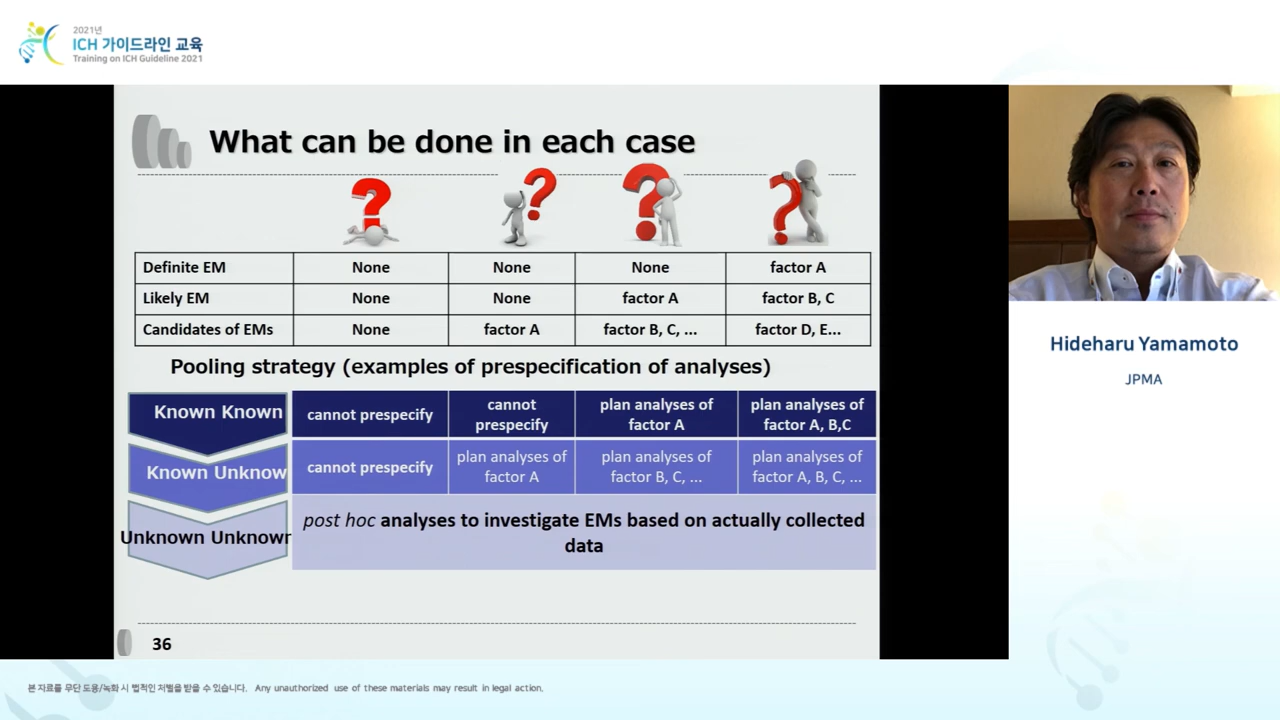 2021년
ICH 가이드라인 교육
Training on ICH Guideline 2021
What can be done in each case
Definite EM None None None factor A
Likely EM None None factor A factor B, C
Candidates of EMs None factor A factor B, C, ... factor D, E...
Pooling strategy (examples of prespecification of analyses)
Known Known cannot prespecify cannot prespecify plan analyses of factor A plan analyses of factor A, B,C
Known Unknow cannot prespecify plan analyses of factor A plan analyses of factor B, C, ... plan analyses of factor A, B, C, ...
Unknown Unknowr post hoc analyses to investigate EMs based on actually collected
data
36
Hideharu Yamamoto
JPMA
본 자료를 무단 도용/녹화 시 법적인 처벌을 받을 수 있습니다. Any unauthorized use of these materials may result in legal action.